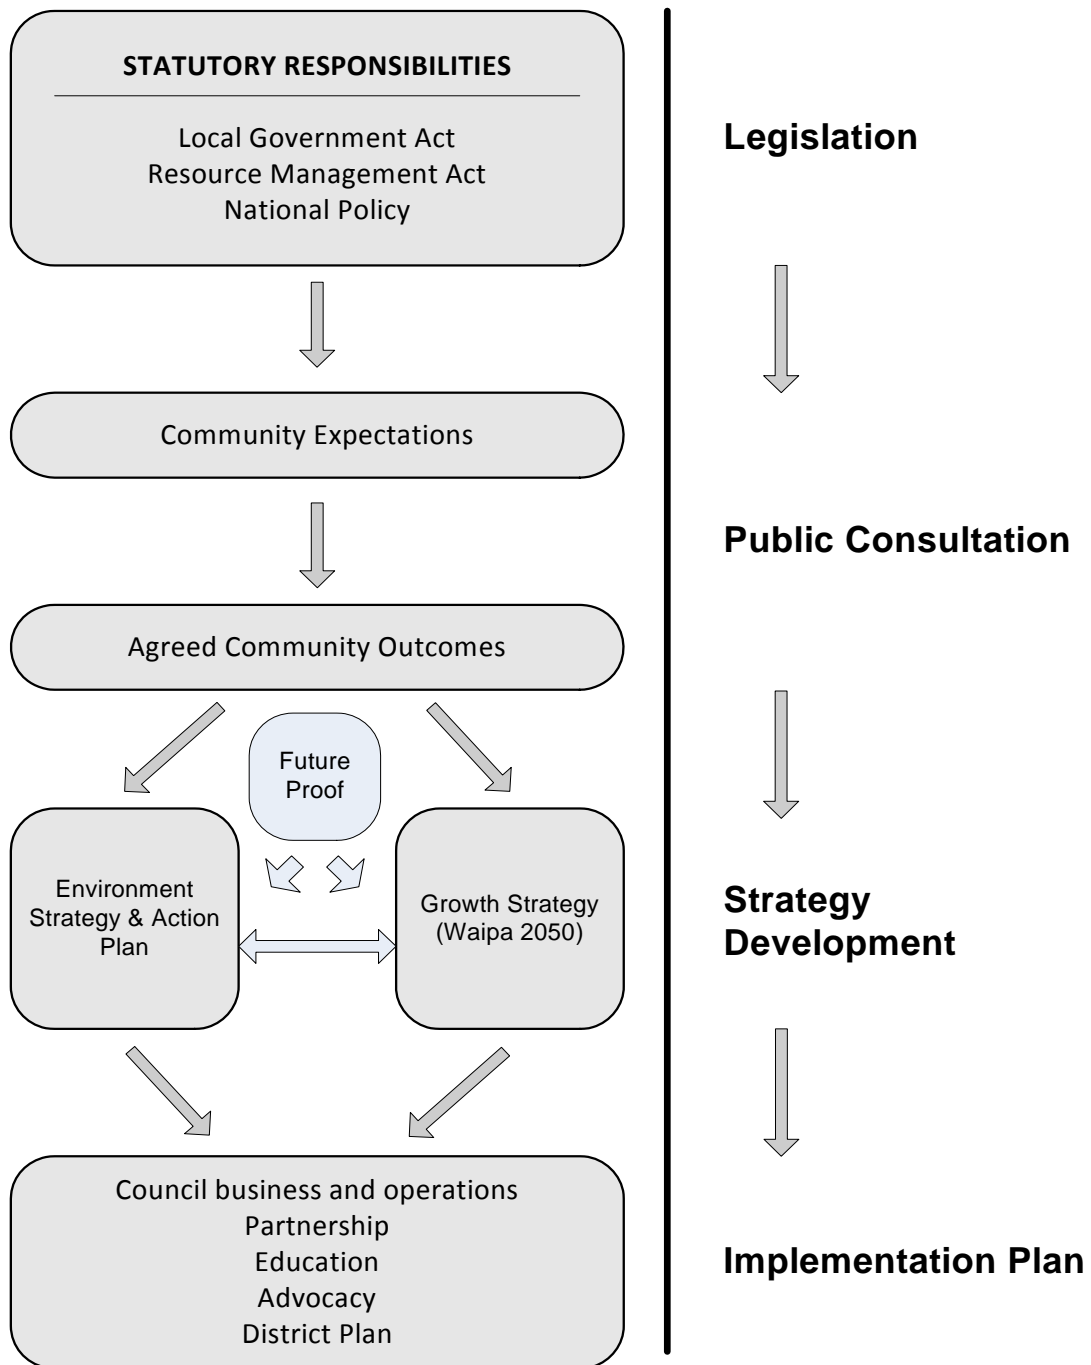 STATUTORY RESPONSIBILITIES
Local Government Act
Resource Management Act
National Policy
Legislation
Community Expectations
Public Consultation
Agreed Community Outcomes
Future
Proof
Environment
Strategy & Action
Plan
Growth Strategy
(Waipa 2050)
Strategy
Development
Council business and operations
Partnership
Education
Advocacy
District Plan
Implementation Plan